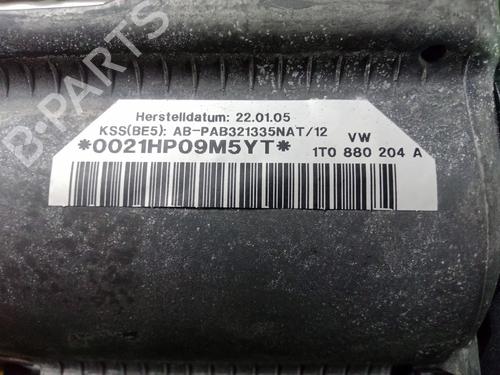 Herstelldatum: 22.01.05
KSS(BE5): AB-PAB321335NAT/12
VW
*0021HP09M5YT*
1T0 880 204 A
B-PARTS